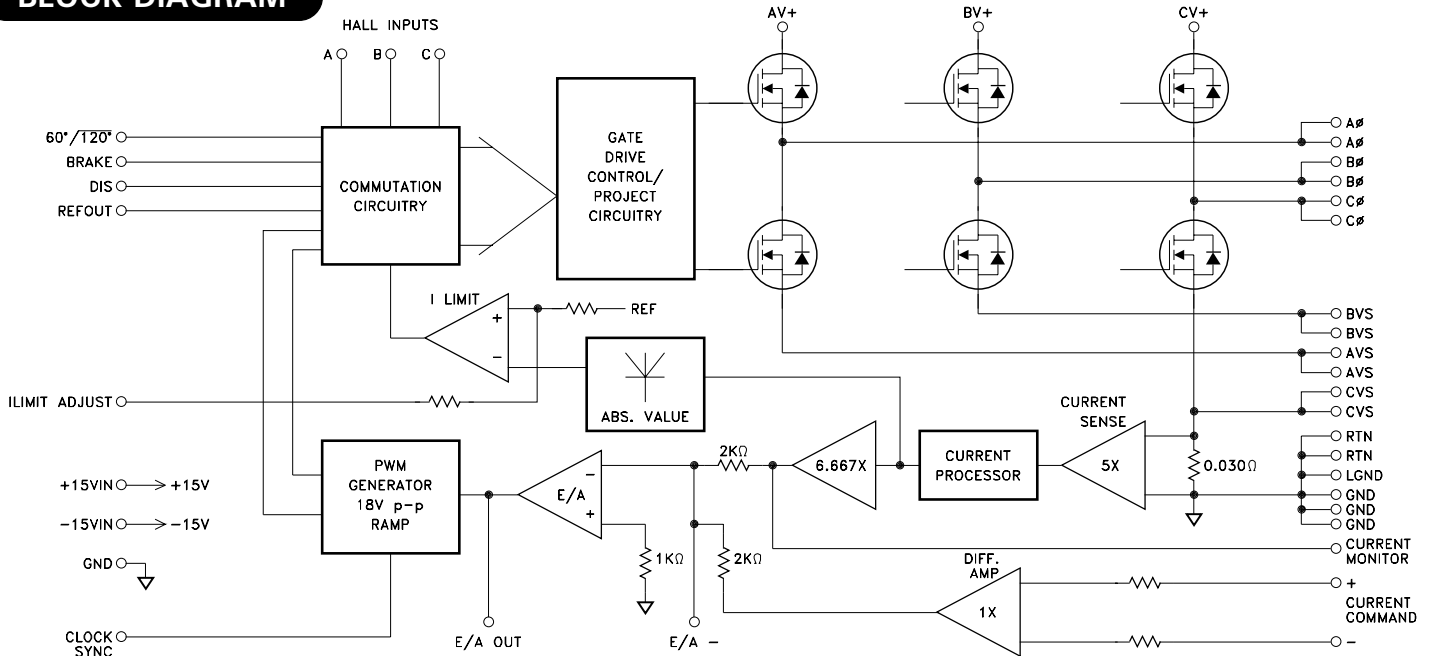 BLOCK DIAGRAM
HALL INPUTS
A B C
60°/120°
BRAKE
DIS
REFOUT
COMMUTATION
CIRCUITRY
GATE
DRIVE
CONTROL/
PROJECT
CIRCUITRY
AV+
BV+
CV+
AØ
AØ
BØ
BØ
CØ
CØ
I LIMIT
+
−
REF
ILIMIT ADJUST
ABS. VALUE
BVS
BVS
AVS
AVS
CVS
CVS
RTN
RTN
LGND
GND
GND
GND
CURRENT
SENSE
5X
0.030Ω
CURRENT
PROCESSOR
6.667X
2KΩ
PWM
GENERATOR
18V p-p
RAMP
E/A
−
+
1KΩ
2KΩ
+15VIN → +15V
−15VIN → −15V
GND
CLOCK
SYNC
E/A OUT
E/A −
DIFF.
AMP
1X
CURRENT
MONITOR
+
CURRENT
COMMAND
−